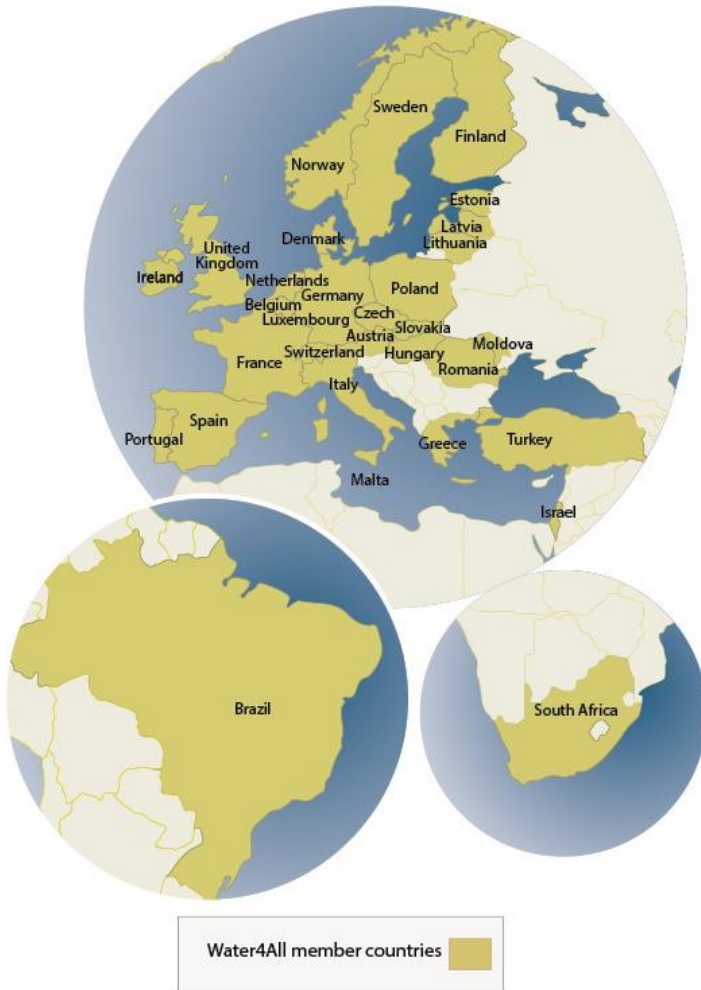 Sweden
Finland
Norway
Estonia
Latvia
Lithuania
Denmark
United
Kingdom
Ireland
Netherlands
Germany
Poland
Belgium
Luxembourg
Czech
Slovakia
Austria
Moldova
Hungary
Romania
Switzerland
France
Italy
Spain
Portugal
Greece
Turkey
Malta
Israel
Brazil
South Africa
Water4All member countries